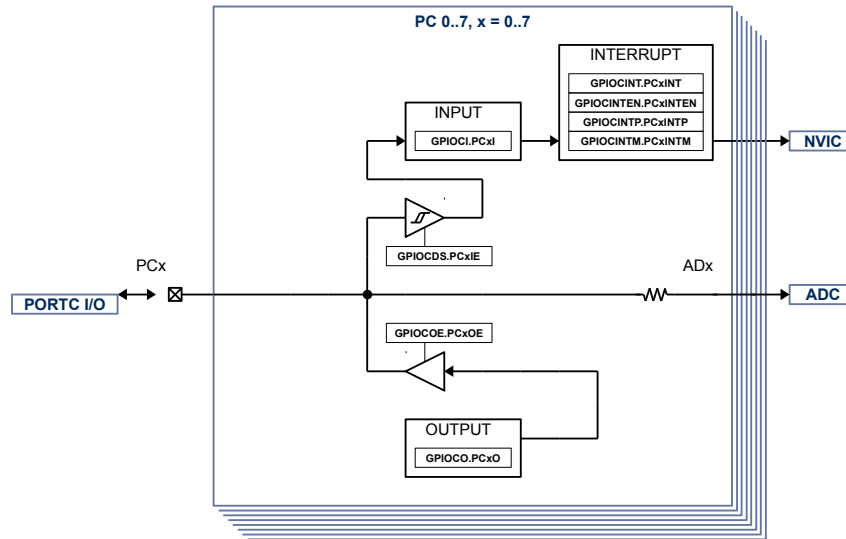 PC 0..7, x = 0..7
INTERRUPT
GPIOCINT.PCxINT
GPIOCINTEN.PCxINTEN
GPIOCINTP.PCxINTP
GPIOCINTM.PCxINTM
INPUT
GPIOCI.PCxI
NVIC
GPIOCDS.PCxIE
PCx
ADx
PORTC I/O
ADC
GPIOCOE.PCxOE
OUTPUT
GPIOCO.PCxO